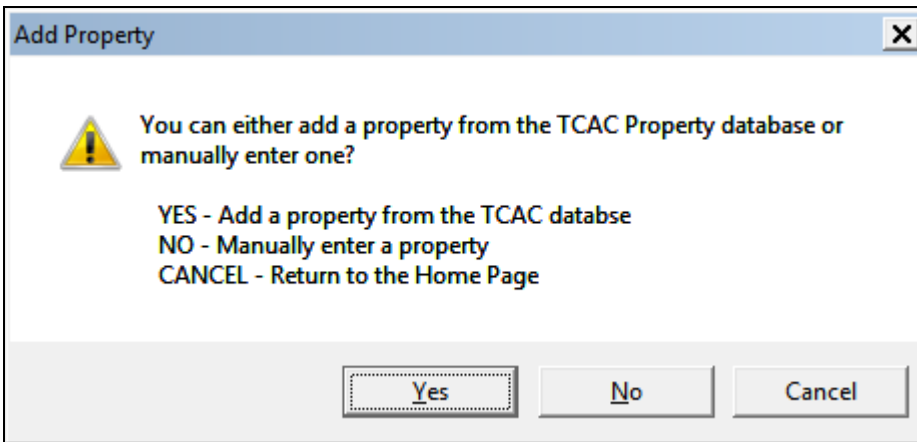 Add Property
You can either add a property from the TCAC Property database or
manually enter one?
YES - Add a property from the TCAC databse
NO - Manually enter a property
CANCEL - Return to the Home Page
Yes
No
Cancel